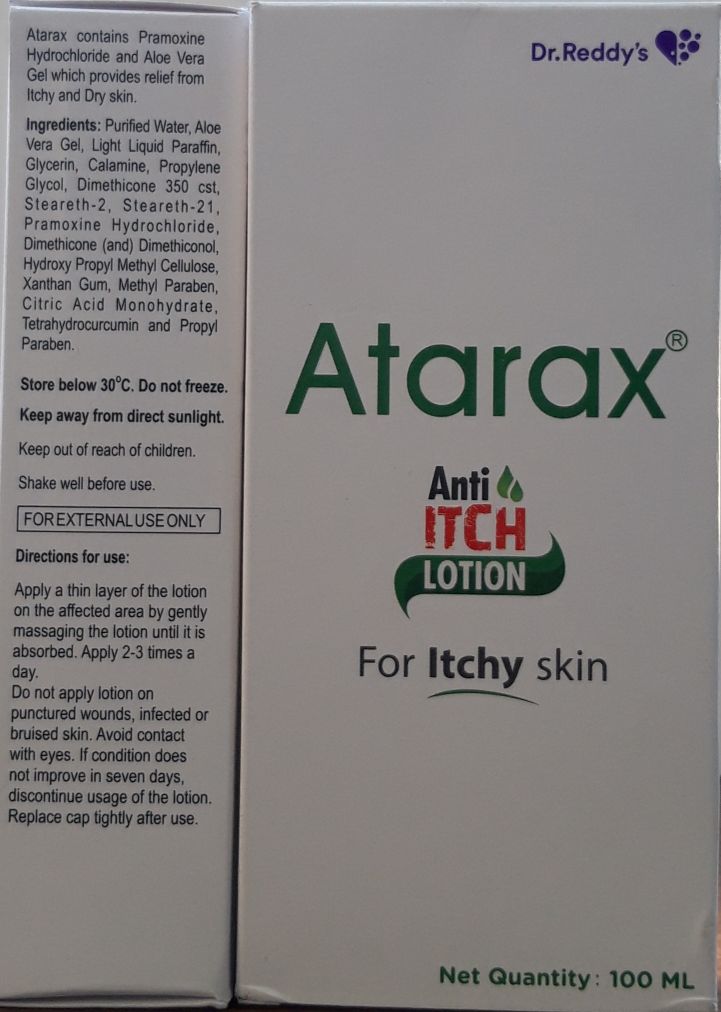 Atarax contains Pramoxine
Hydrochloride and Aloe Vera
Gel which provides relief from
Itchy and Dry skin.
Ingredients: Purified Water, Aloe
Vera Gel, Light Liquid Paraffin,
Glycerin, Calamine, Propylene
Glycol, Dimethicone 350 cst,
Steareth-2, Steareth-21,
Pramoxine Hydrochloride,
Dimethicone (and) Dimethiconol,
Hydroxy Propyl Methyl Cellulose,
Xanthan Gum, Methyl Paraben,
Citric Acid Monohydrate,
Tetrahydrocurcumin and Propyl
Paraben.
Store below 30°C. Do not freeze.
Keep away from direct sunlight.
Keep out of reach of children.
Shake well before use.
FOR EXTERNAL USE ONLY
Directions for use:
Apply a thin layer of the lotion
on the affected area by gently
massaging the lotion until it is
absorbed. Apply 2-3 times a
day.
Do not apply lotion on
punctured wounds, infected or
bruised skin. Avoid contact
with eyes. If condition does
not improve in seven days,
discontinue usage of the lotion.
Replace cap tightly after use.
Dr.Reddy's
Atarax®
Anti
ITCH
LOTION
For Itchy skin
Net Quantity: 100 ML